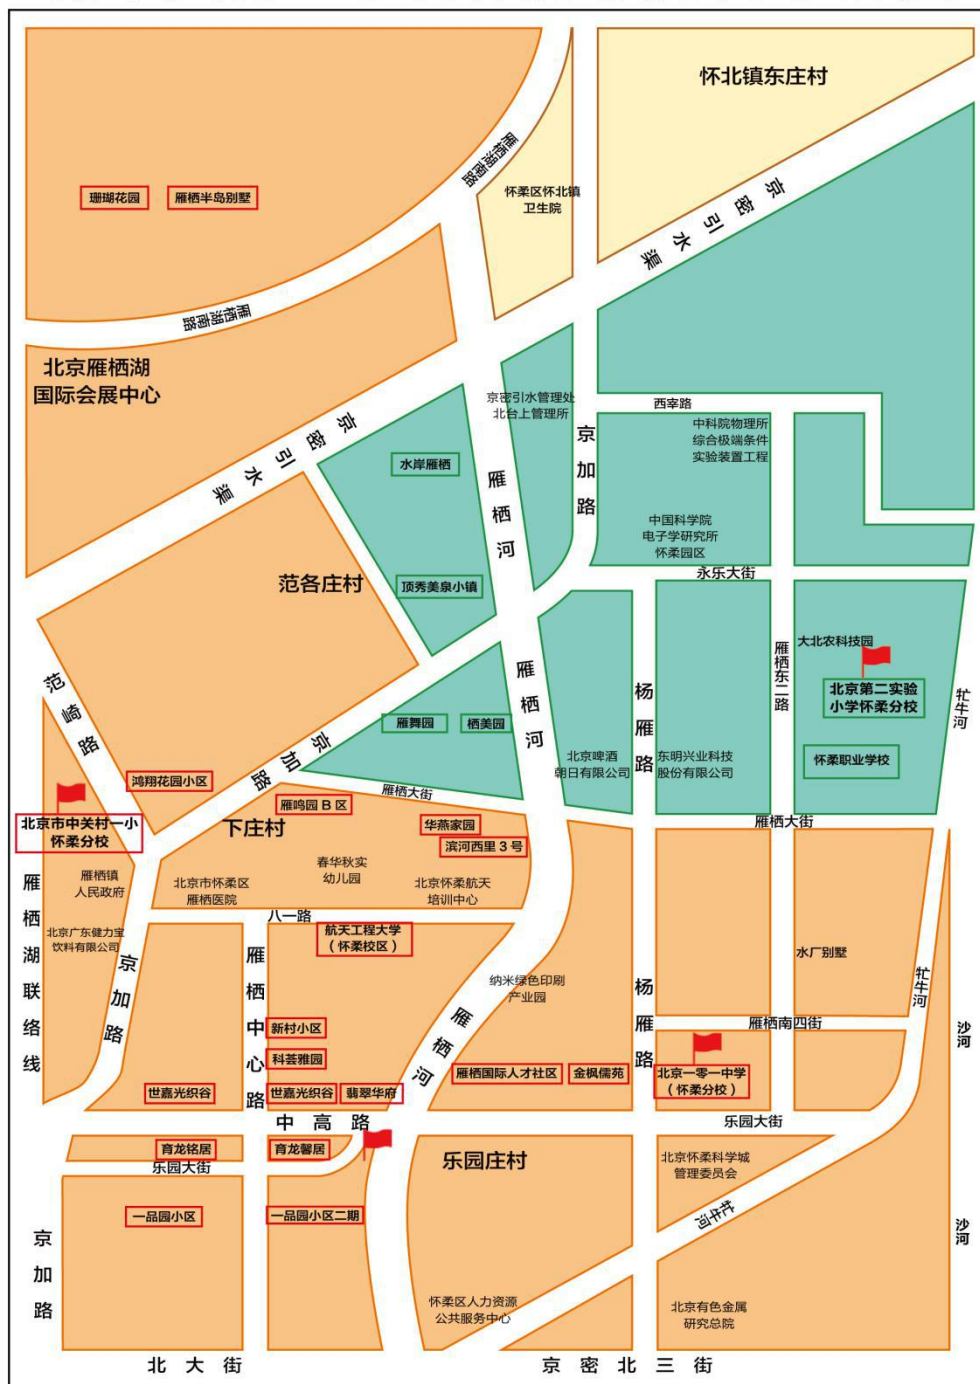 怀北镇东庄村
雁栖湖南路
珊瑚花园
雁栖半岛别墅
怀柔区怀北镇
卫生院
京密引水渠
雁栖湖南路
北京雁栖湖
国际会展中心
京密引水管理处
北台上管理所
西宰路
京加路
中科院物理所
综合极端条件
实验装置工程
京密引水渠
水岸雁栖
雁栖河
中国科学院
电子学研究所
怀柔园区
永乐大街
范各庄村
顶秀美泉小镇
大北农科技园
雁栖东二路
北京第二实验
小学怀柔分校
牤牛河
范崎路
雁栖河
杨雁路
雁舞园
栖美园
北京啤酒
朝日有限公司
东明兴业科技
股份有限公司
怀柔职业学校
京加路
鸿翔花园小区
雁栖大街
雁鸣园 B 区
北京市中关村一小
怀柔分校
下庄村
华燕家园
滨河西里 3 号
雁栖大街
雁栖镇
人民政府
北京市怀柔区
雁栖医院
春华秋实
幼儿园
北京怀柔航天
培训中心
雁栖湖联络线
八一路
北京广东健力宝
饮料有限公司
航天工程大学
（怀柔校区）
京加路
雁栖中心路
水厂别墅
牤牛河
纳米绿色印刷
产业园
杨雁路
雁栖河
新村小区
雁栖南四街
沙河
科荟雅园
雁栖国际人才社区
金枫儒苑
北京一零一中学
（怀柔分校）
世嘉光织谷
世嘉光织谷
翡翠华府
中高路
乐园大街
育龙铭居
育龙馨居
乐园大街
乐园庄村
北京怀柔科学城
管理委员会
一品园小区
一品园小区二期
牤牛河
沙河
京加路
怀柔区人力资源
公共服务中心
北京有色金属
研究总院
北大街
京密北三街